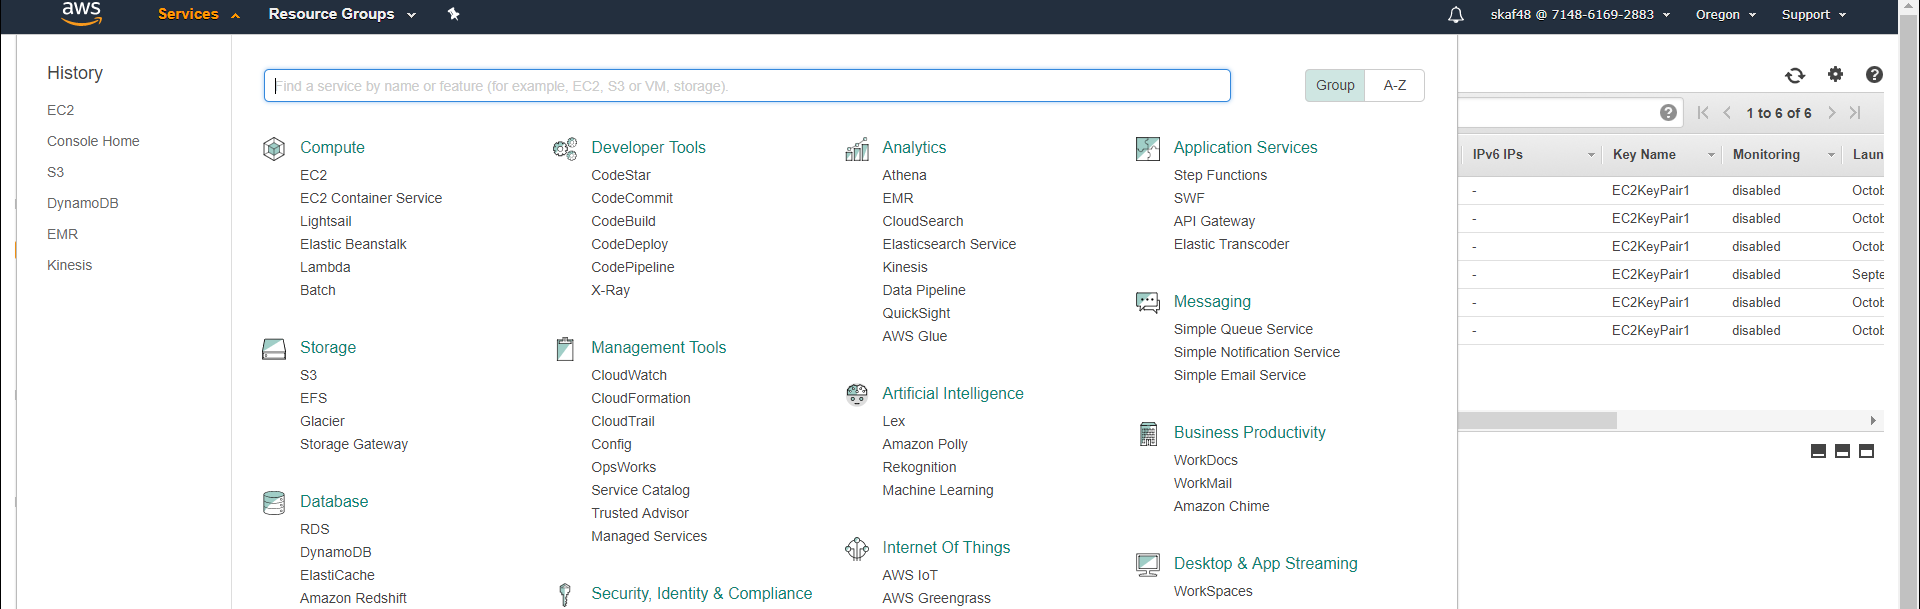 aws
Services
Resource Groups
skaf48 @ 7148-6169-2883
Oregon
Support
History
EC2
Console Home
S3
DynamoDB
EMR
Kinesis
Find a service by name or feature (for example, EC2, S3 or VM, storage).
Group
A-Z
Compute
EC2
EC2 Container Service
Lightsail
Elastic Beanstalk
Lambda
Batch
Storage
S3
EFS
Glacier
Storage Gateway
Database
RDS
DynamoDB
ElastiCache
Amazon Redshift
Developer Tools
CodeStar
CodeCommit
CodeBuild
CodeDeploy
CodePipeline
X-Ray
Management Tools
CloudWatch
CloudFormation
CloudTrail
Config
OpsWorks
Service Catalog
Trusted Advisor
Managed Services
Security, Identity & Compliance
Analytics
Athena
EMR
CloudSearch
Elasticsearch Service
Kinesis
Data Pipeline
QuickSight
AWS Glue
Artificial Intelligence
Lex
Amazon Polly
Rekognition
Machine Learning
Internet Of Things
AWS IoT
AWS Greengrass
Application Services
Step Functions
SWF
API Gateway
Elastic Transcoder
Messaging
Simple Queue Service
Simple Notification Service
Simple Email Service
Business Productivity
WorkDocs
WorkMail
Amazon Chime
Desktop & App Streaming
WorkSpaces
1 to 6 of 6
IPv6 IPs Key Name Monitoring Laun
- EC2KeyPair1 disabled Octob
- EC2KeyPair1 disabled Octob
- EC2KeyPair1 disabled Octob
- EC2KeyPair1 disabled Septe
- EC2KeyPair1 disabled Octob
- EC2KeyPair1 disabled Octob